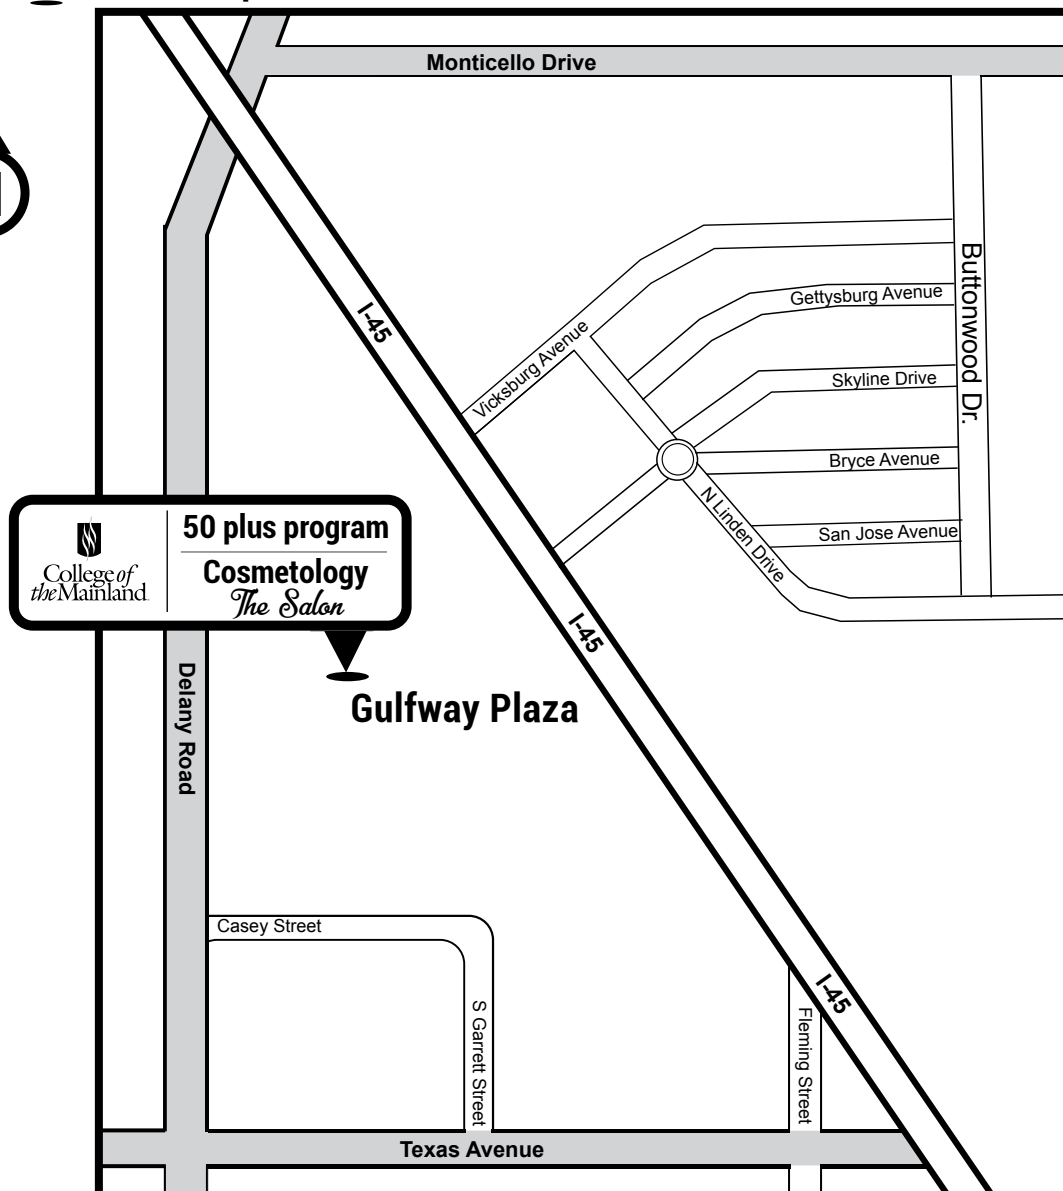 Monticello Drive
Buttonwood Dr.
Gettysburg Avenue
I-45
Vicksburg Avenue
Skyline Drive
Bryce Avenue
N Linden Drive
San Jose Avenue
50 plus program
College of
the Mainland
Cosmetology
The Salon
I-45
Delany Road
Gulfway Plaza
Casey Street
I-45
S Garrett Street
Fleming Street
Texas Avenue